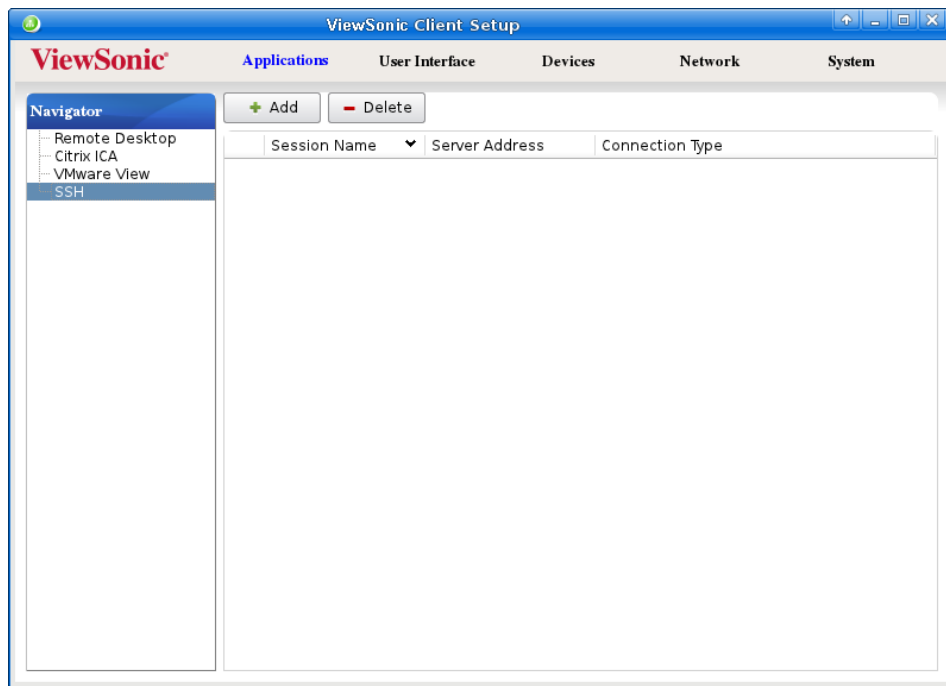 ViewSonic Client Setup
ViewSonic®
Applications User Interface Devices Network System
Navigator
Remote Desktop
Citrix ICA
VMware View
SSH
Add Delete
Session Name Server Address Connection Type